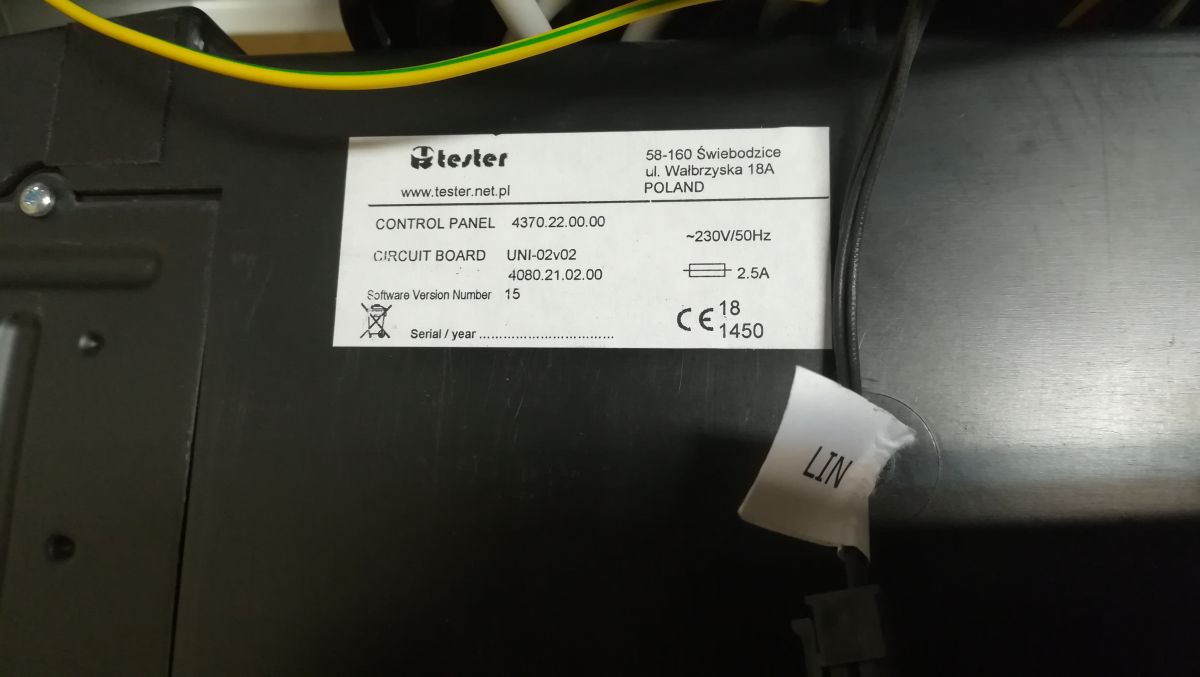 tester
www.tester.net.pl
58-160 Świebodzice
ul. Wałbrzyska 18A
POLAND
CONTROL PANEL 4370.22.00.00
CIRCUIT BOARD UNI-02v02
4080.21.02.00
Software Version Number 15
Serial / year ..............................
~230V/50Hz
2.5A
CE 18
1450
LIN